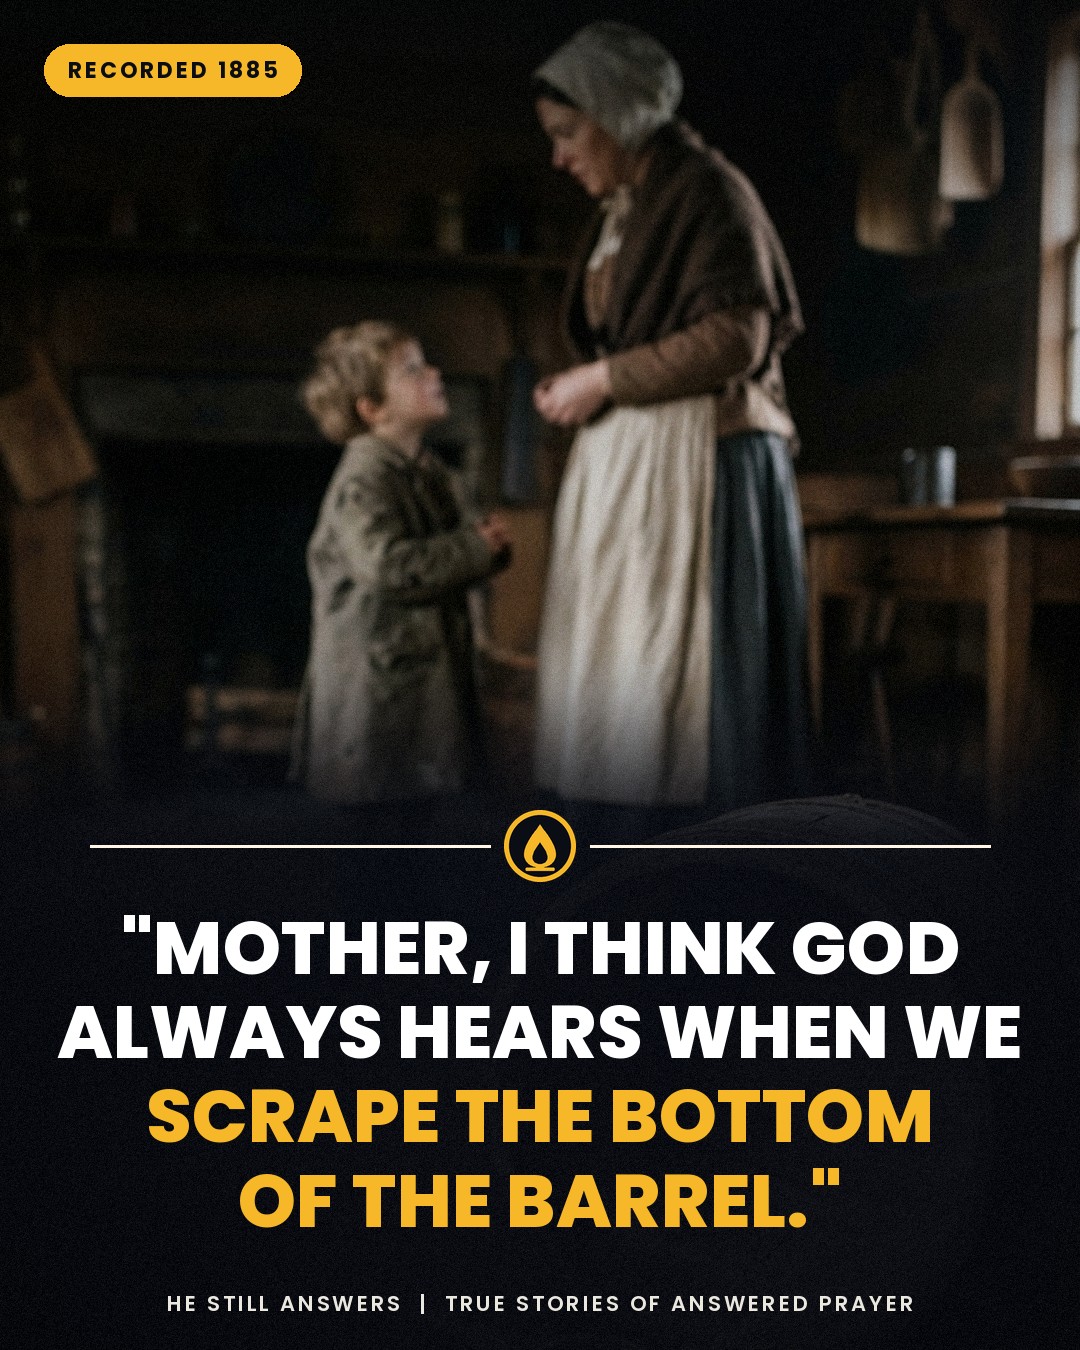 RECORDED 1885
"MOTHER, I THINK GOD
ALWAYS HEARS WHEN WE
SCRAPE THE BOTTOM
OF THE BARREL."
HE STILL ANSWERS | TRUE STORIES OF ANSWERED PRAYER